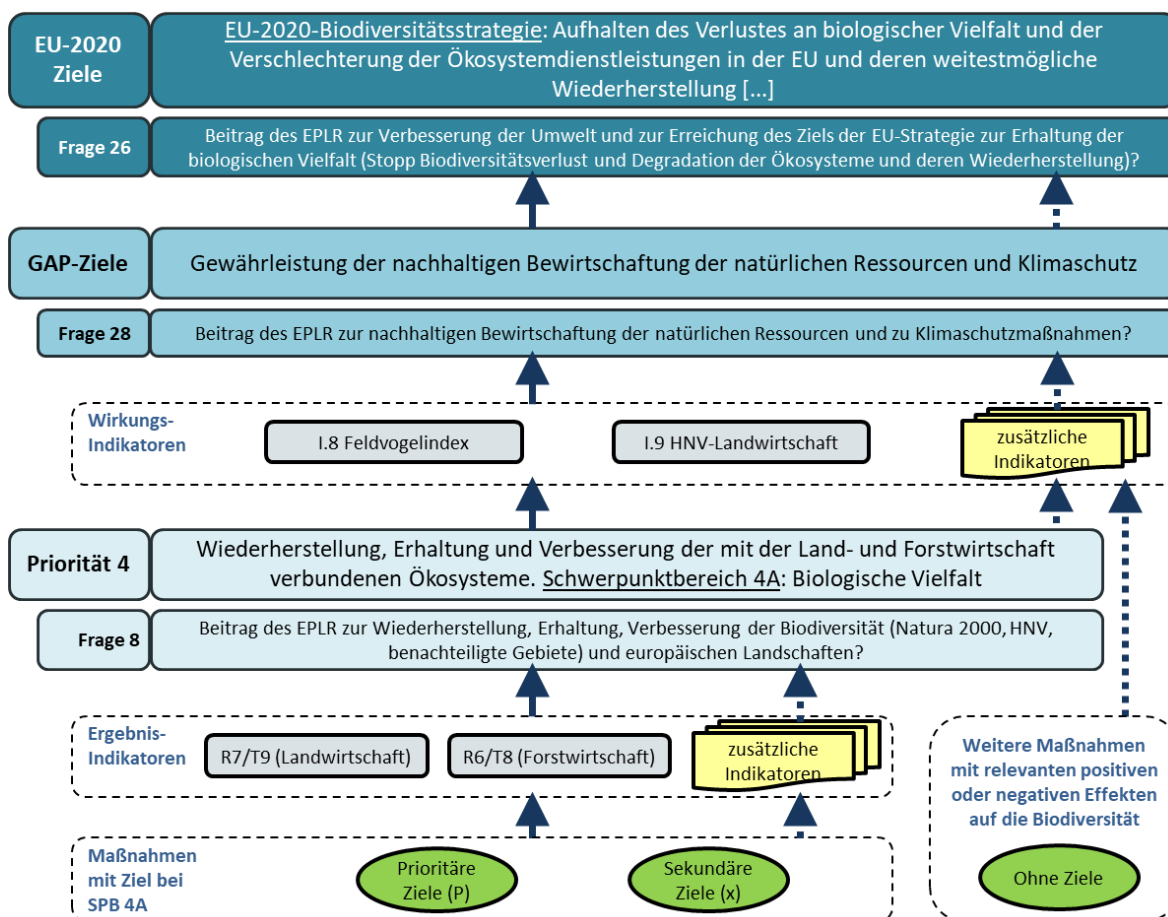 EU-2020
Ziele
EU-2020-Biodiversitätsstrategie: Aufhalten des Verlustes an biologischer Vielfalt und der
Verschlechterung der Ökosystemdienstleistungen in der EU und deren weitestmögliche
Wiederherstellung [...]
Frage 26
Beitrag des EPLR zur Verbesserung der Umwelt und zur Erreichung des Ziels der EU-Strategie zur Erhaltung der
biologischen Vielfalt (Stopp Biodiversitätsverlust und Degradation der Ökosysteme und deren Wiederherstellung)?
GAP-Ziele
Gewährleistung der nachhaltigen Bewirtschaftung der natürlichen Ressourcen und Klimaschutz
Frage 28
Beitrag des EPLR zur nachhaltigen Bewirtschaftung der natürlichen Ressourcen und zu Klimaschutzmaßnahmen?
Wirkungs-
Indikatoren
I.8 Feldvogelindex
I.9 HNV-Landwirtschaft
zusätzliche
Indikatoren
Priorität 4
Wiederherstellung, Erhaltung und Verbesserung der mit der Land- und Forstwirtschaft
verbundenen Ökosysteme. Schwerpunktbereich 4A: Biologische Vielfalt
Frage 8
Beitrag des EPLR zur Wiederherstellung, Erhaltung, Verbesserung der Biodiversität (Natura 2000, HNV,
benachteiligte Gebiete) und europäischen Landschaften?
Ergebnis-
Indikatoren
R7/T9 (Landwirtschaft)
R6/T8 (Forstwirtschaft)
zusätzliche
Indikatoren
Weitere Maßnahmen
mit relevanten positiven
oder negativen Effekten
auf die Biodiversität
Maßnahmen
mit Ziel bei
SPB 4A
Prioritäre
Ziele (P)
Sekundäre
Ziele (x)
Ohne Ziele